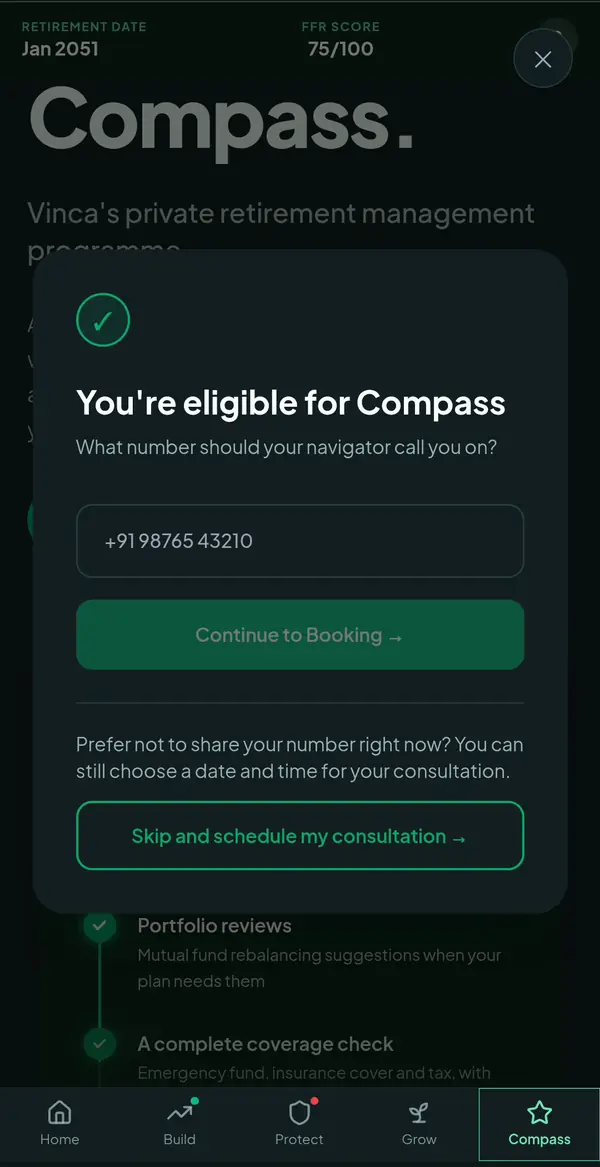 RETIREMENT DATE
Jan 2051
FFR SCORE
75/100
Compass.
Vinca's private retirement management
programme
You're eligible for Compass
What number should your navigator call you on?
+91 98765 43210
Continue to Booking →
Prefer not to share your number right now? You can
still choose a date and time for your consultation.
Skip and schedule my consultation →
Portfolio reviews
Mutual fund rebalancing suggestions when your
plan needs them
A complete coverage check
Emergency fund, insurance cover and tax, with
Home
Build
Protect
Grow
Compass